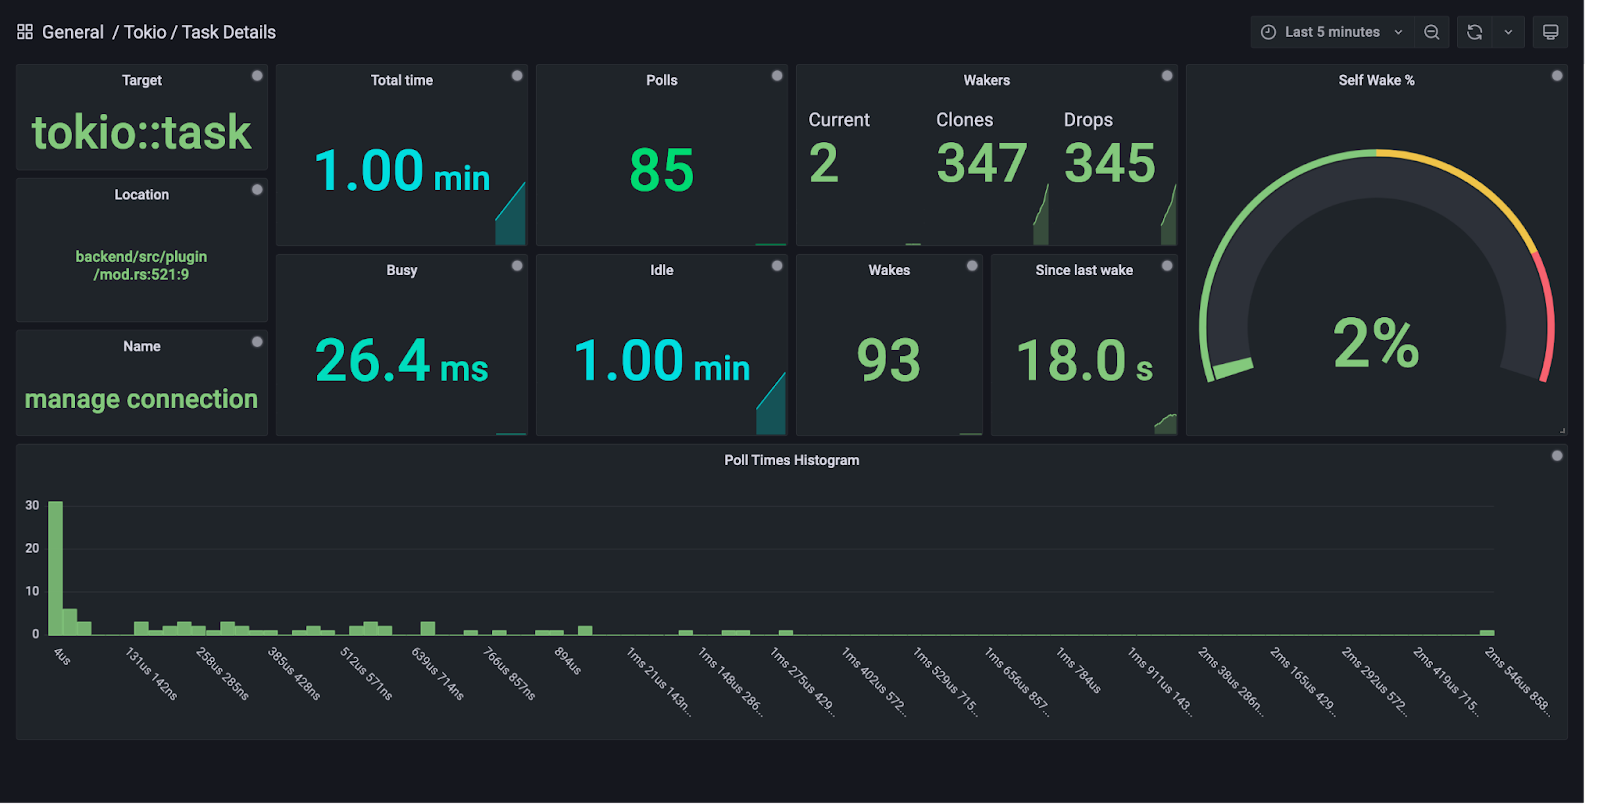 General / Tokio / Task Details
Last 5 minutes
Target
tokio::task
Location
backend/src/plugin
/mod.rs:521:9
Name
manage connection
Total time
1.00 min
Polls
85
Wakers
Current
2
Clones
347
Drops
345
Busy
26.4 ms
Idle
1.00 min
Wakes
93
Since last wake
18.0 s
Self Wake %
2%
Poll Times Histogram
30
20
10
0
4us
131us 142ns
258us 285ns
385us 428ns
512us 571ns
639us 714ns
766us 857ns
894us
1ms 21us 143n...
1ms 148us 286...
1ms 275us 429...
1ms 402us 572...
1ms 529us 715...
1ms 656us 857...
1ms 784us
1ms 911us 143...
2ms 38us 286n...
2ms 165us 429...
2ms 292us 572...
2ms 419us 715...
2ms 546us 858...